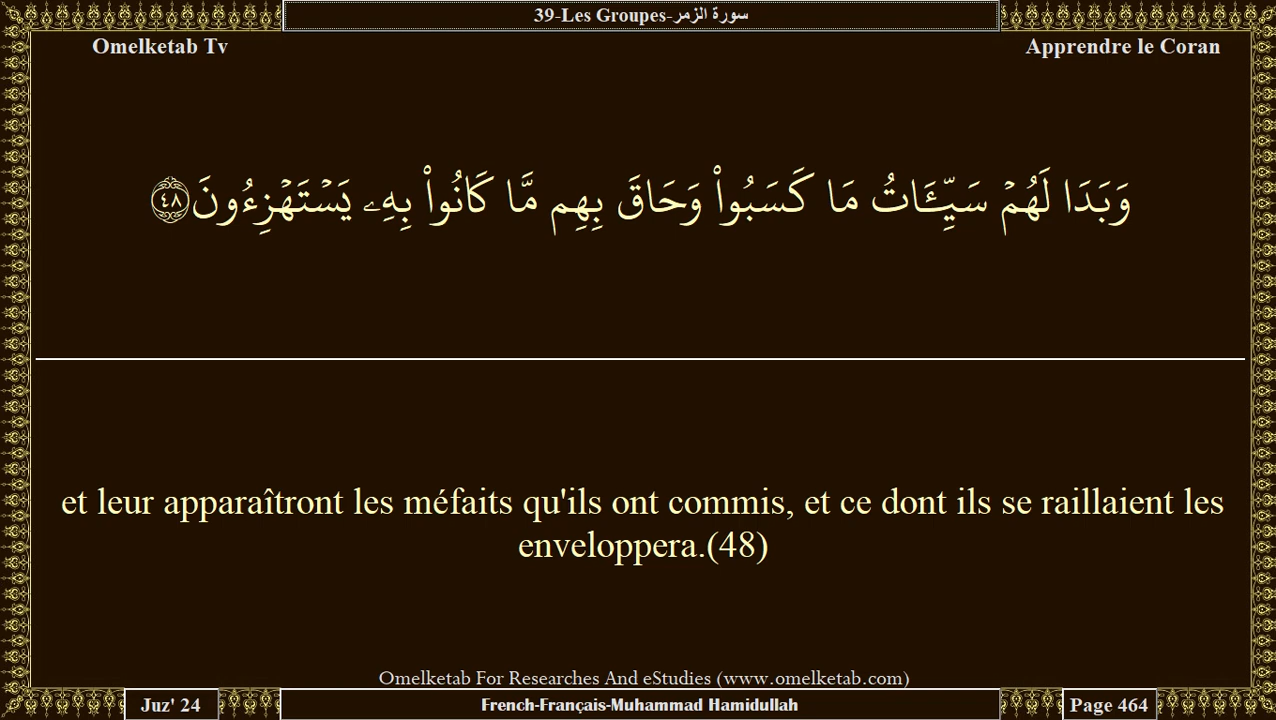 39-Les Groupes-سورة الزمر
Omelketab Tv
Apprendre le Coran
وَبَدَا لَهُمۡ سَيِّـَٔاتُ مَا كَسَبُواْ وَحَاقَ بِهِم مَّا كَانُواْ بِهِۦ يَسۡتَهۡزِءُونَ ٤٨
et leur apparaîtront les méfaits qu'ils ont commis, et ce dont ils se raillaient les
enveloppera.(48)
Omelketab For Researches And eStudies (www.omelketab.com)
Juz' 24
French-Français-Muhammad Hamidullah
Page 464